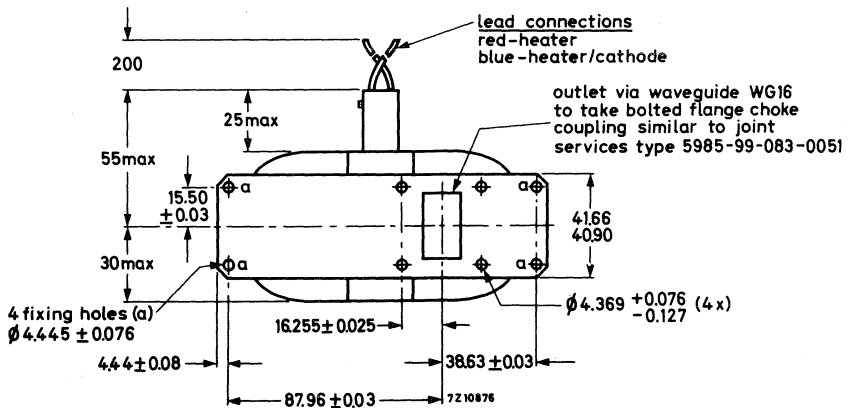 lead connections
red-heater
blue-heater/cathode
200
outlet via waveguide WG16
to take bolted flange choke
coupling similar to joint
services type 5985-99-083-0051
25max
55max
15.50
±0.03
a
a
41.66
40.90
30max
a
a
4 fixing holes (a)
Ø4.445 ±0.076
Ø4.369 +0.076 (4x)
-0.127
16.255±0.025
4.44±0.08
38.63±0.03
87.96±0.03
7Z10876